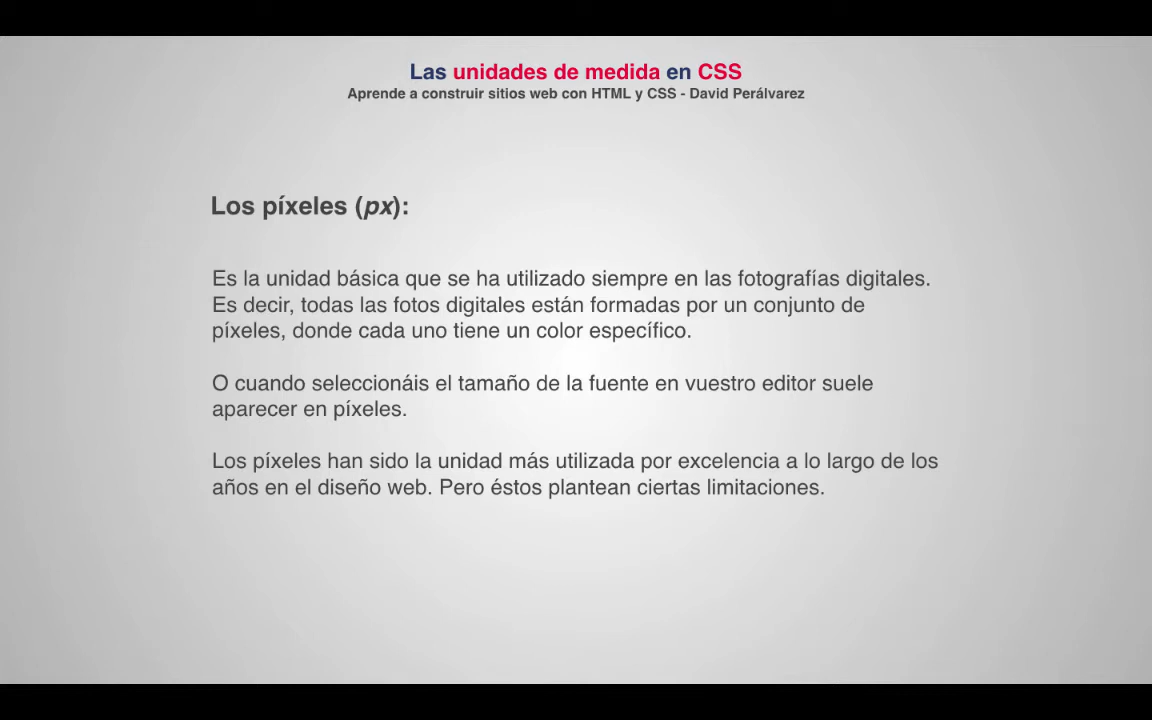 Las unidades de medida en CSS
Aprende a construir sitios web con HTML y CSS - David Perálvarez
Los píxeles (px):
Es la unidad básica que se ha utilizado siempre en las fotografías digitales.
Es decir, todas las fotos digitales están formadas por un conjunto de
píxeles, donde cada uno tiene un color específico.
O cuando seleccionáis el tamaño de la fuente en vuestro editor suele
aparecer en píxeles.
Los píxeles han sido la unidad más utilizada por excelencia a lo largo de los
años en el diseño web. Pero éstos plantean ciertas limitaciones.